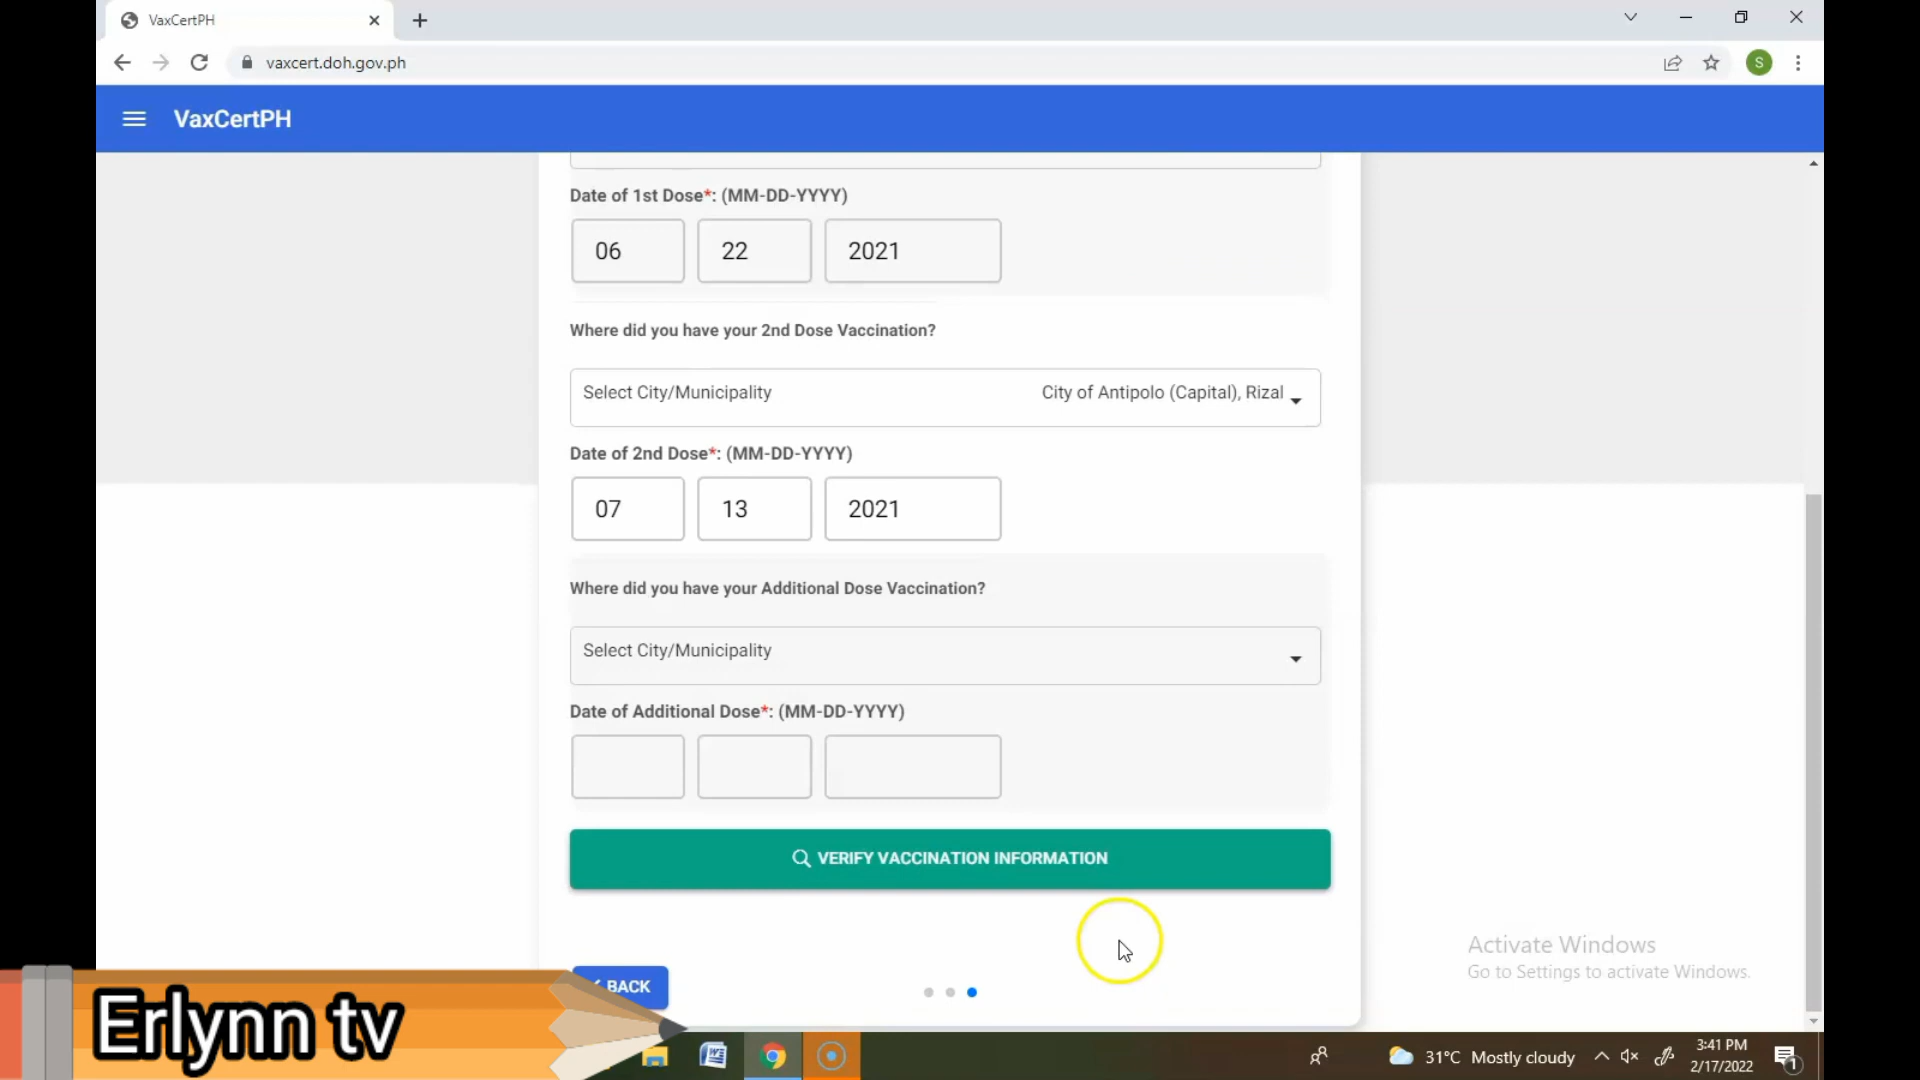 VaxCertPH
vaxcert.doh.gov.ph
S
VaxCertPH
Date of 1st Dose*: (MM-DD-YYYY)
06 22 2021
Where did you have your 2nd Dose Vaccination?
Select City/Municipality City of Antipolo (Capital), Rizal
Date of 2nd Dose*: (MM-DD-YYYY)
07 13 2021
Where did you have your Additional Dose Vaccination?
Select City/Municipality
Date of Additional Dose*: (MM-DD-YYYY)
VERIFY VACCINATION INFORMATION
Activate Windows
Go to Settings to activate Windows.
BACK
Erlynn tv
31°C Mostly cloudy
3:41 PM
2/17/2022
1